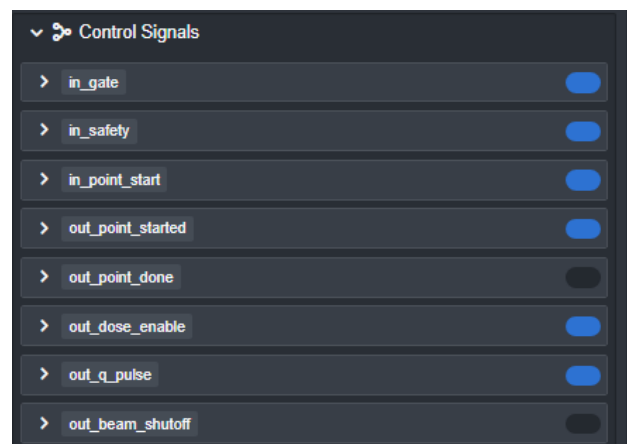 Control Signals
in_gate
in_safety
in_point_start
out_point_started
out_point_done
out_dose_enable
out_q_pulse
out_beam_shutoff